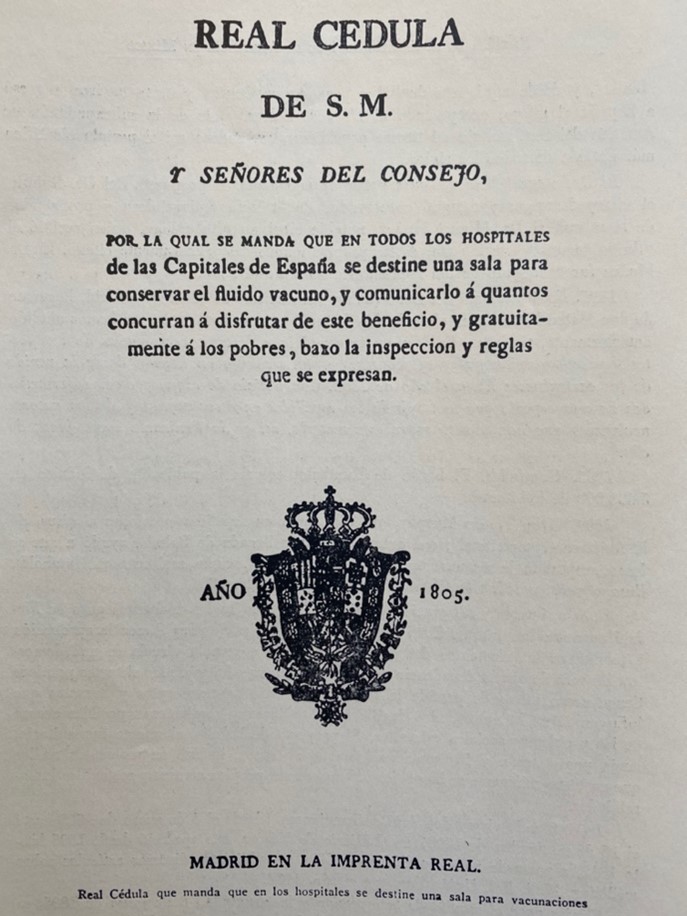 REAL CEDULA
DE S. M.
Y SEÑORES DEL CONSEJO,
POR LA QUAL SE MANDA QUE EN TODOS LOS HOSPITALES
de las Capitales de España se destine una sala para
conservar el fluido vacuno, y comunicarlo á quantos
concurran á disfrutar de este beneficio, y gratuita-
mente á los pobres, baxo la inspeccion y reglas
que se expresan.
AÑO 1805.
MADRID EN LA IMPRENTA REAL.
Real Cédula que manda que en los hospitales se destine una sala para vacunaciones